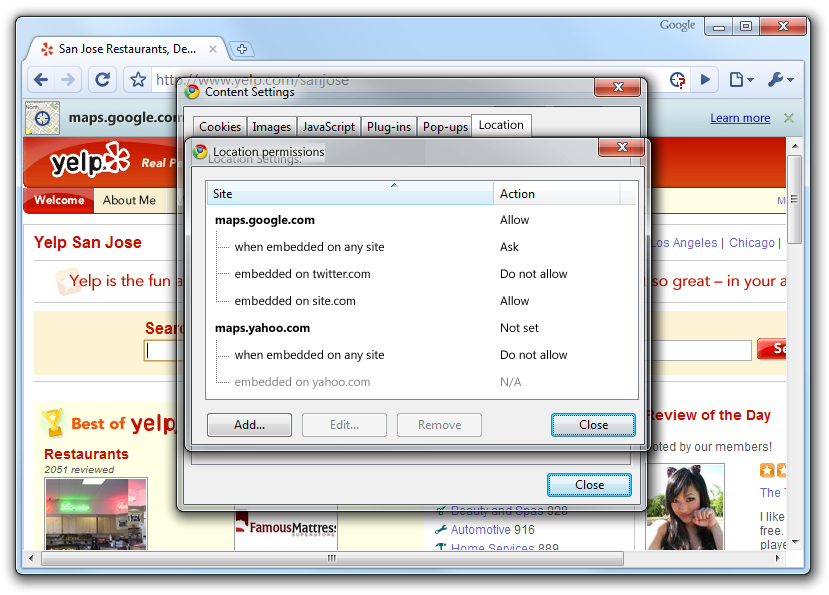 Google
San Jose Restaurants, De...
http://www.yelp.com/sanjose
Content Settings
North
maps.google.com
Learn more
Cookies
Images
JavaScript
Plug-ins
Pop-ups
Location
yelp
Real
Location permissions
Location Settings:
Welcome
About Me
M
Site
Action
maps.google.com
Allow
when embedded on any site
Ask
embedded on twitter.com
Do not allow
embedded on site.com
Allow
maps.yahoo.com
Not set
when embedded on any site
Do not allow
embedded on yahoo.com
N/A
Yelp San Jose
Los Angeles | Chicago |
Yelp is the fun a
so great – in your a
Sear
Se
Add...
Edit...
Remove
Close
Best of yelp
Review of the Day
Restaurants
2051 reviewed
oted by our members!
Close
The
I like
free.
playe
FAMOUSMATTRESS
SUPERSTORE
Beauty and Spas 928
Automotive 916
Home Services 889